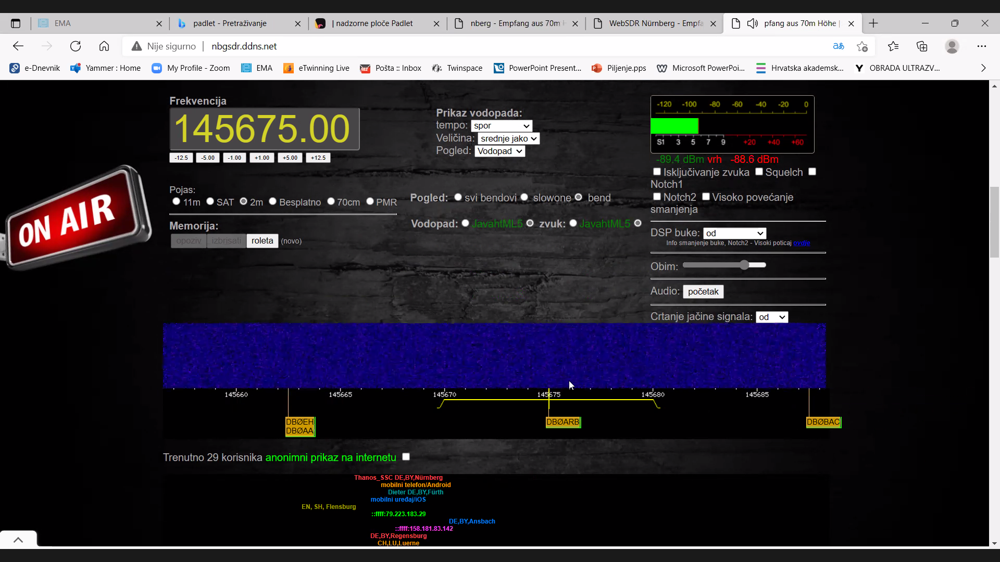 EMA
padlet - Pretraživanje
| nadzorne ploče Padlet
nberg - Empfang aus 70m
WebSDR Nürnberg - Empfa
pfang aus 70m Höhe |
Nije sigurno
nbgsdr.ddns.net
e-Dnevnik
Yammer : Home
My Profile - Zoom
EMA
eTwinning Live
Pošta :: Inbox
Twinspace
PowerPoint Present...
Piljenje.pps
Microsoft PowerPoi...
Hrvatska akademsk...
OBRADA ULTRAZV...
Frekvencija
145675.00
-12.5 -5.00 -1.00 +1.00 +5.00 +12.5
Pojas:
11m SAT 2m Besplatno 70cm PMR
Memorija:
opoziv izbrisati roleta (novo)
Prikaz vodopada:
tempo: spor
Veličina: srednje jako
Pogled: Vodopad
Pogled: svi bendovi slowone bend
Vodopad: JavahtML5 zvuk: JavahtML5
-120 -100 -80 -60 -40 -20 0
S1 3 5 7 9 +20 +40 +60
-89.4 dBm vrh -88.6 dBm
Isključivanje zvuka Squelch
Notch1
Notch2 Visoko povećanje
smanjenja
DSP buke: od
Info smanjenje buke, Notch2 - Visoki poticaj ovdje
Obim:
Audio: početak
Crtanje jačine signala: od
ON AIR
145660 145665 145670 145675 145680 145685
DBØEH
DBØAA
DBØARB
DBØBAC
Trenutno 29 korisnika anonimni prikaz na internetu
Thanos_SSC DE,BY,Nürnberg
mobilni telefon/Android
Dieter DE,BY,Fürth
mobilni uređaj/iOS
EN, SH, Flensburg
::ffff:79.223.183.29
DE,BY,Ansbach
::ffff:158.181.83.142
DE,BY,Regensburg
CH,LU,Luerne